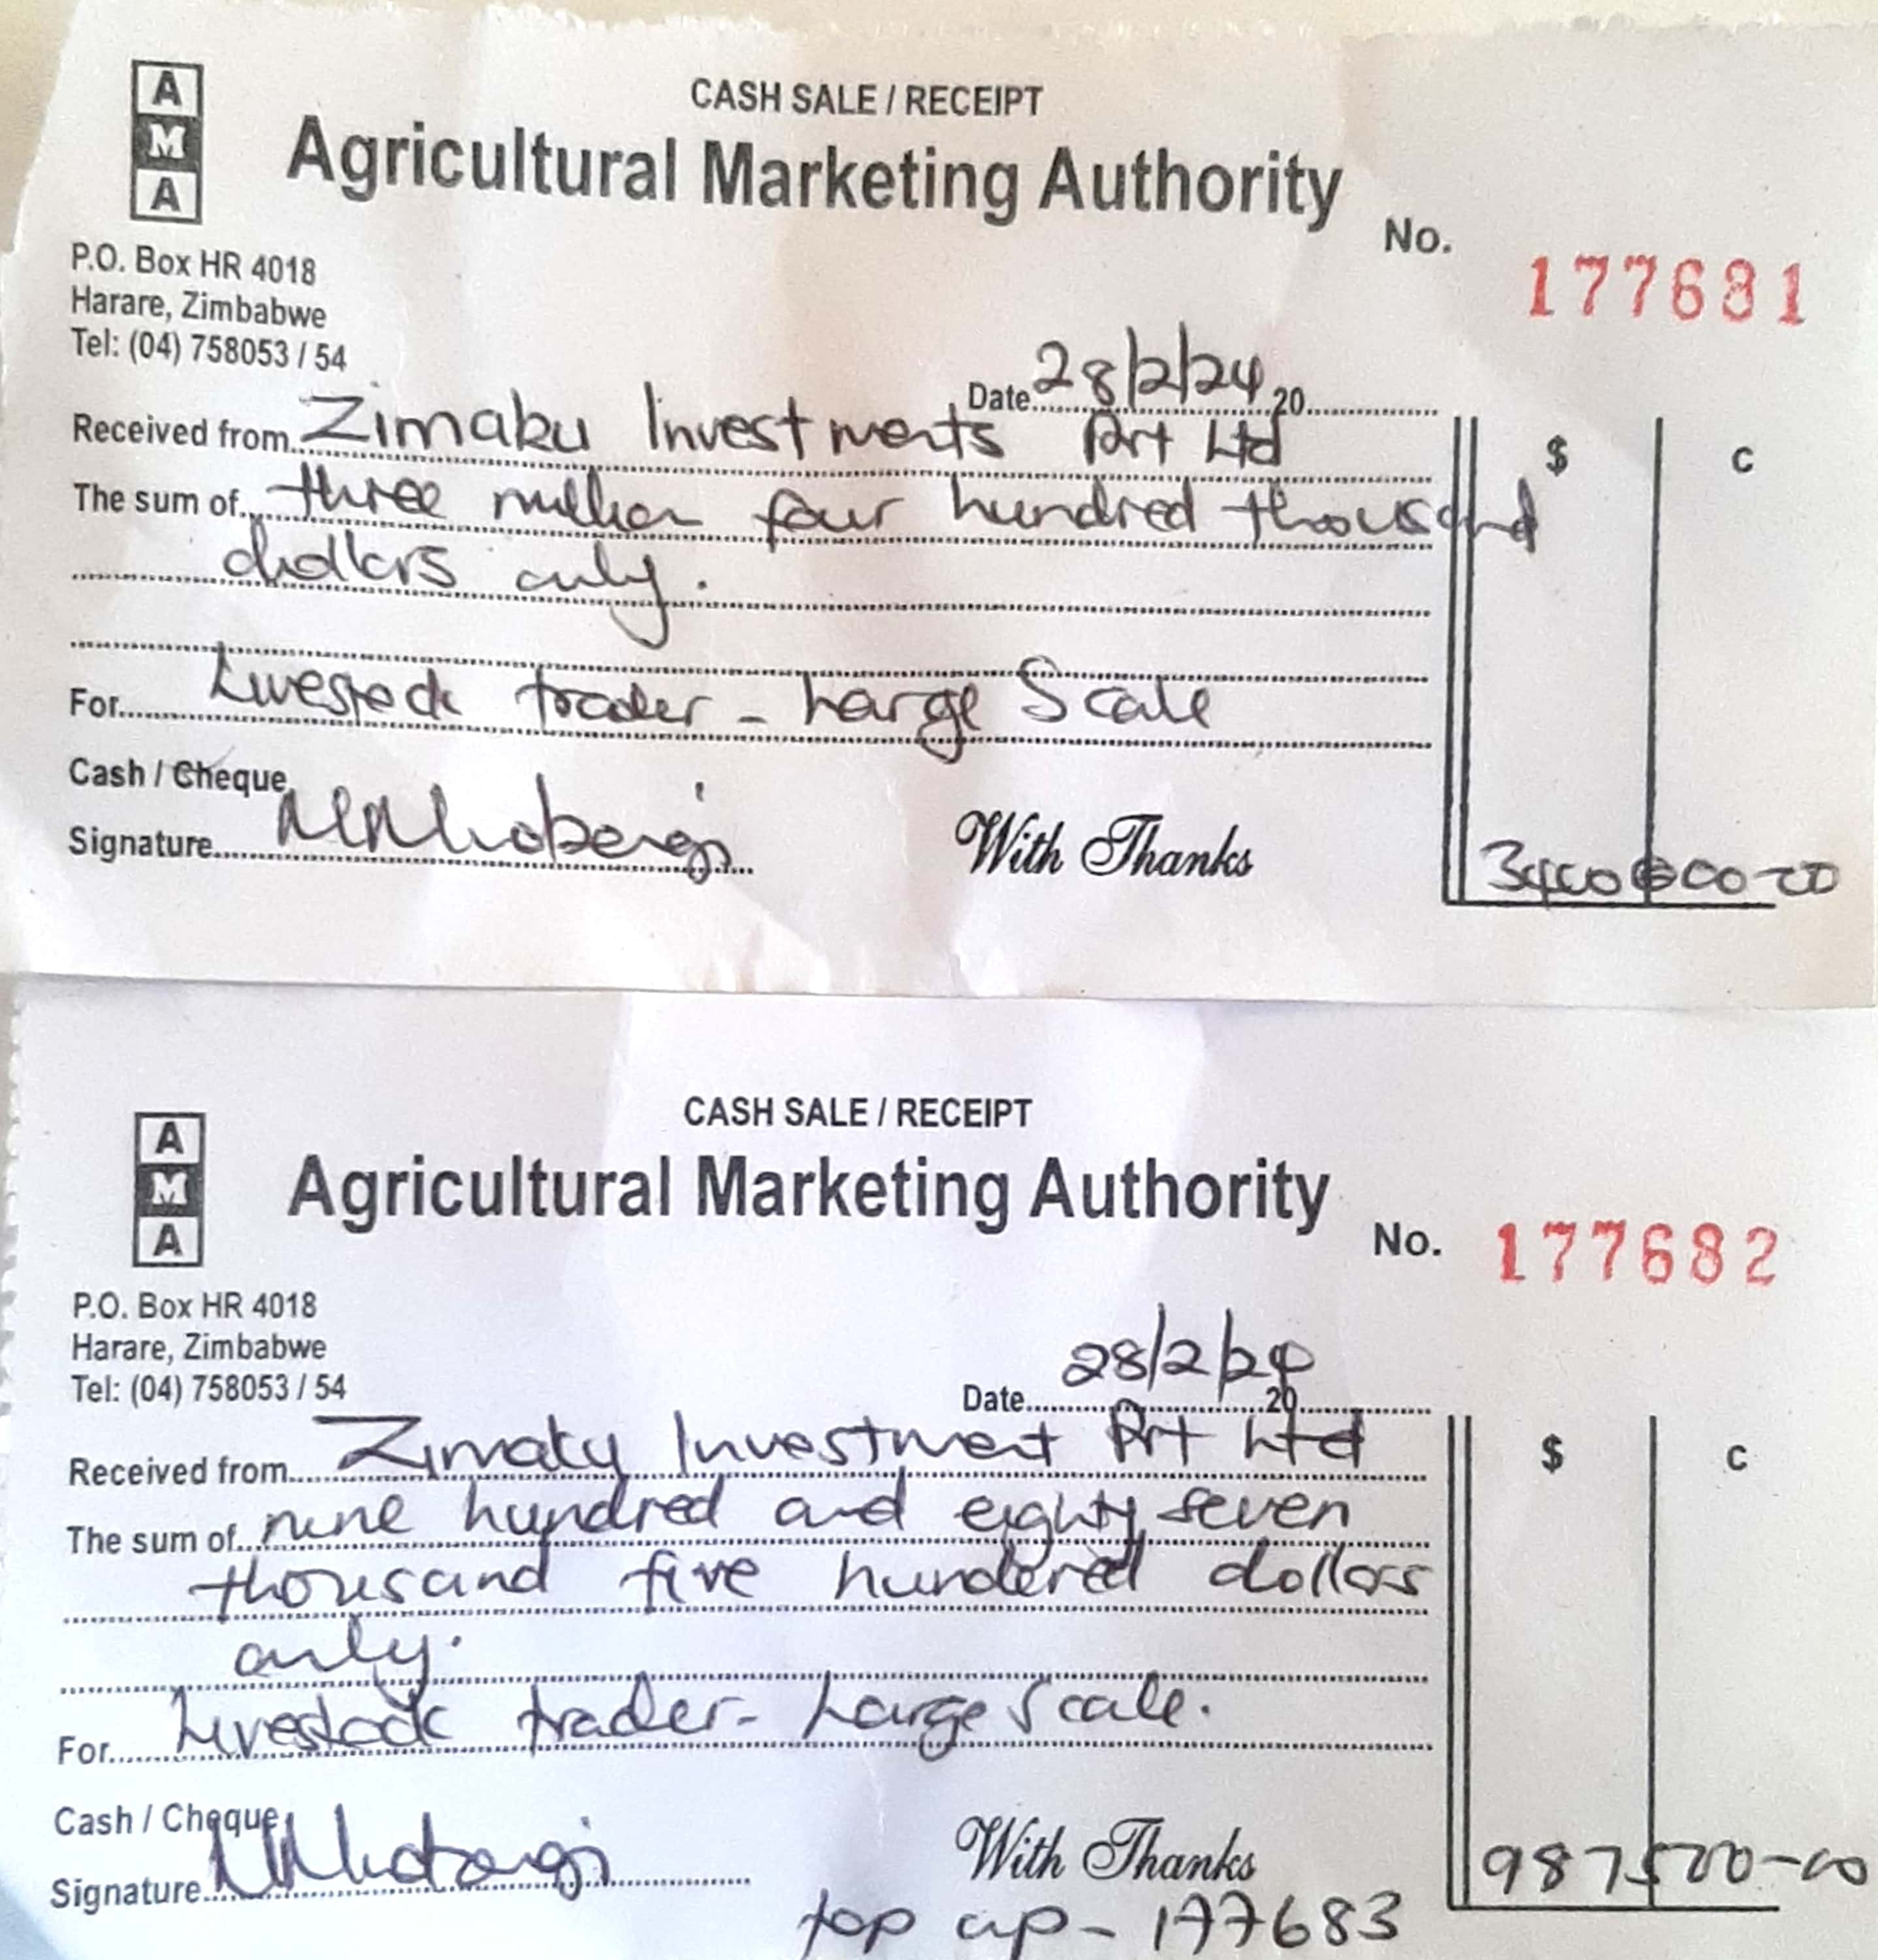 A
M
A
CASH SALE / RECEIPT
Agricultural Marketing Authority
No. 177681
P.O. Box HR 4018
Harare, Zimbabwe
Tel: (04) 758053 / 54
Date 28/2/24 20
Received from Zimaku Investments Pvt Ltd
$ C
The sum of three million four hundred thousand
dollars only.
For Livestock trader - Large Scale
Cash / Cheque
Signature
With Thanks
3400000-00
A
M
A
CASH SALE / RECEIPT
Agricultural Marketing Authority
No. 177682
P.O. Box HR 4018
Harare, Zimbabwe
Tel: (04) 758053 / 54
Date 28/2/24 20
Received from Investment Pvt Ltd
$ C
The sum of nine hundred and eighty seven
thousand five hundered dollars
only.
For Livestock trader - Large Scale.
Cash / Cheque
Signature
With Thanks
987500-00
top up - 177683